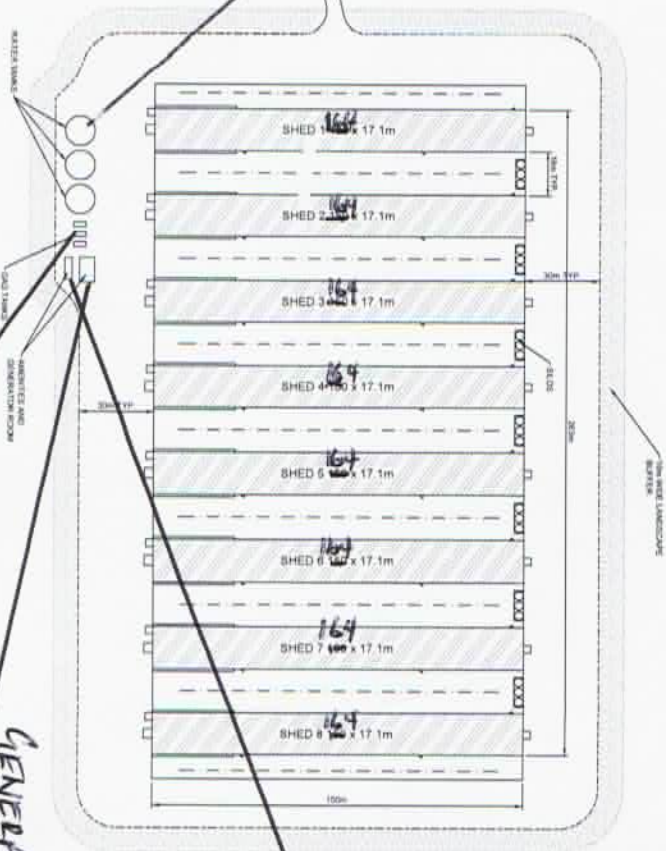 WATER TANKS
SHED 1 164 x 17.1m
18m TYP.
SHED 2 164 x 17.1m
SHED 3 164 x 17.1m
30m TYP
GAS TANKS
AMENITIES AND
GENERATOR ROOM
SILOS
SHED 4 164 x 17.1m
30m TYP
10m WIDE LANDSCAPE
BUFFER
SHED 5 164 x 17.1m
SHED 6 164 x 17.1m
SHED 7 164 x 17.1m
SHED 8 164 x 17.1m
GENER